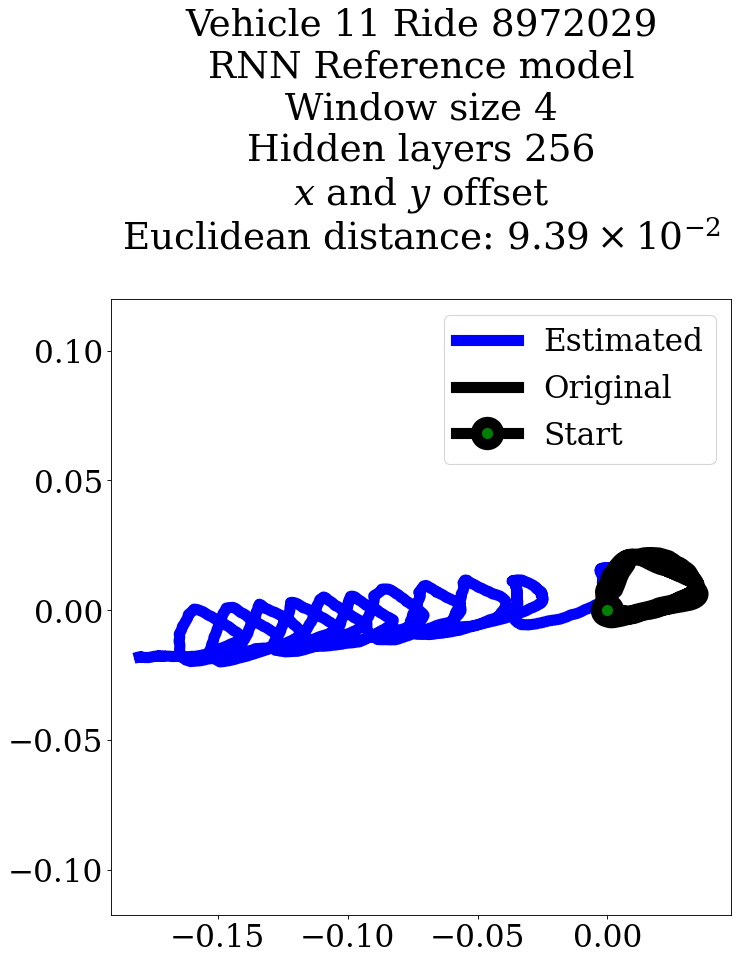 Vehicle 11 Ride 8972029
RNN Reference model
Window size 4
Hidden layers 256
x and y offset
Euclidean distance: 9.39 × 10⁻²
Estimated
Original
Start
0.10
0.05
0.00
−0.05
−0.10
−0.15 −0.10 −0.05 0.00